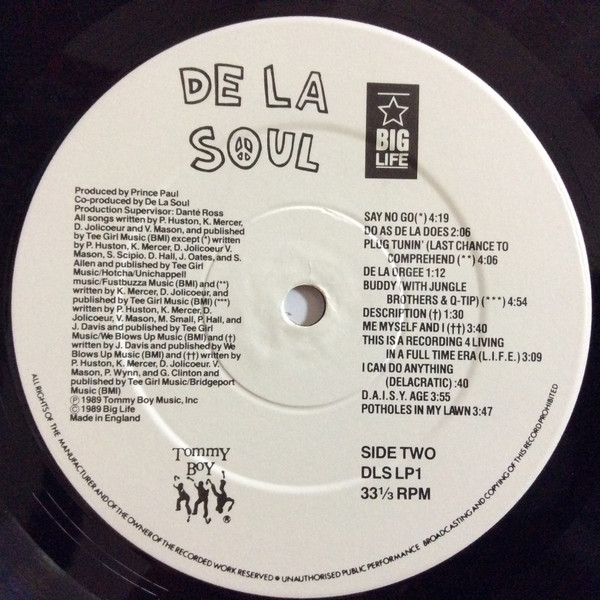 DE LA
SOUL
BIG
LIFE
Produced by Prince Paul
Co-produced by De La Soul
Production Supervisor: Danté Ross
All songs written by P. Huston, K. Mercer,
D. Jolicoeur and V. Mason, and published
by Tee Girl Music (BMI) except (*) written
by P. Huston, K. Mercer, D. Jolicoeur V.
Mason, S. Scipio. D. Hall, J. Oates, and S.
Allen and published by Tee Girl
Music/Hotcha/Unichappell
music/Fustbuzza Music (BMI) and (**)
written by K. Mercer, D. Jolicoeur, and
published by Tee Girl Music (BMI) (***)
written by P. Huston, K. Mercer, D.
Jolicoeur, V. Mason, M. Small, P. Hall, and
J. Davis and published by Tee Girl
Music/We Blows Up Music (BMI) and (†)
written by J. Davis and published by We
Blows Up Music (BMI) and (††) written by
P. Huston, K. Mercer, D. Jolicoeur. V.
Mason, P. Wynn, and G. Clinton and
published by Tee Girl Music/Bridgeport
Music (BMI)
Ⓟ 1989 Tommy Boy Music, Inc
© 1989 Big Life
Made in England
SAY NO GO(*) 4:19
DO AS DE LA DOES 2:06
PLUG TUNIN' (LAST CHANCE TO
COMPREHEND (**) 4:06
DE LA ORGEE 1:12
BUDDY WITH JUNGLE
BROTHERS & Q-TIP) (***) 4:54
DESCRIPTION (†) 1:30
ME MYSELF AND I (††) 3:40
THIS IS A RECORDING 4 LIVING
IN A FULL TIME ERA (L.I.F.E.) 3:09
I CAN DO ANYTHING
(DELACRATIC) :40
D.A.I.S.Y. AGE 3:55
POTHOLES IN MY LAWN 3:47
TOMMY
BOY
®
SIDE TWO
DLS LP1
33⅓ RPM
ALL RIGHTS OF THE MANUFACTURER AND OF THE OWNER OF THE RECORDED WORK RESERVED • UNAUTHORISED PUBLIC PERFORMANCE BROADCASTING AND COPYING OF THIS RECORD PROHIBITED